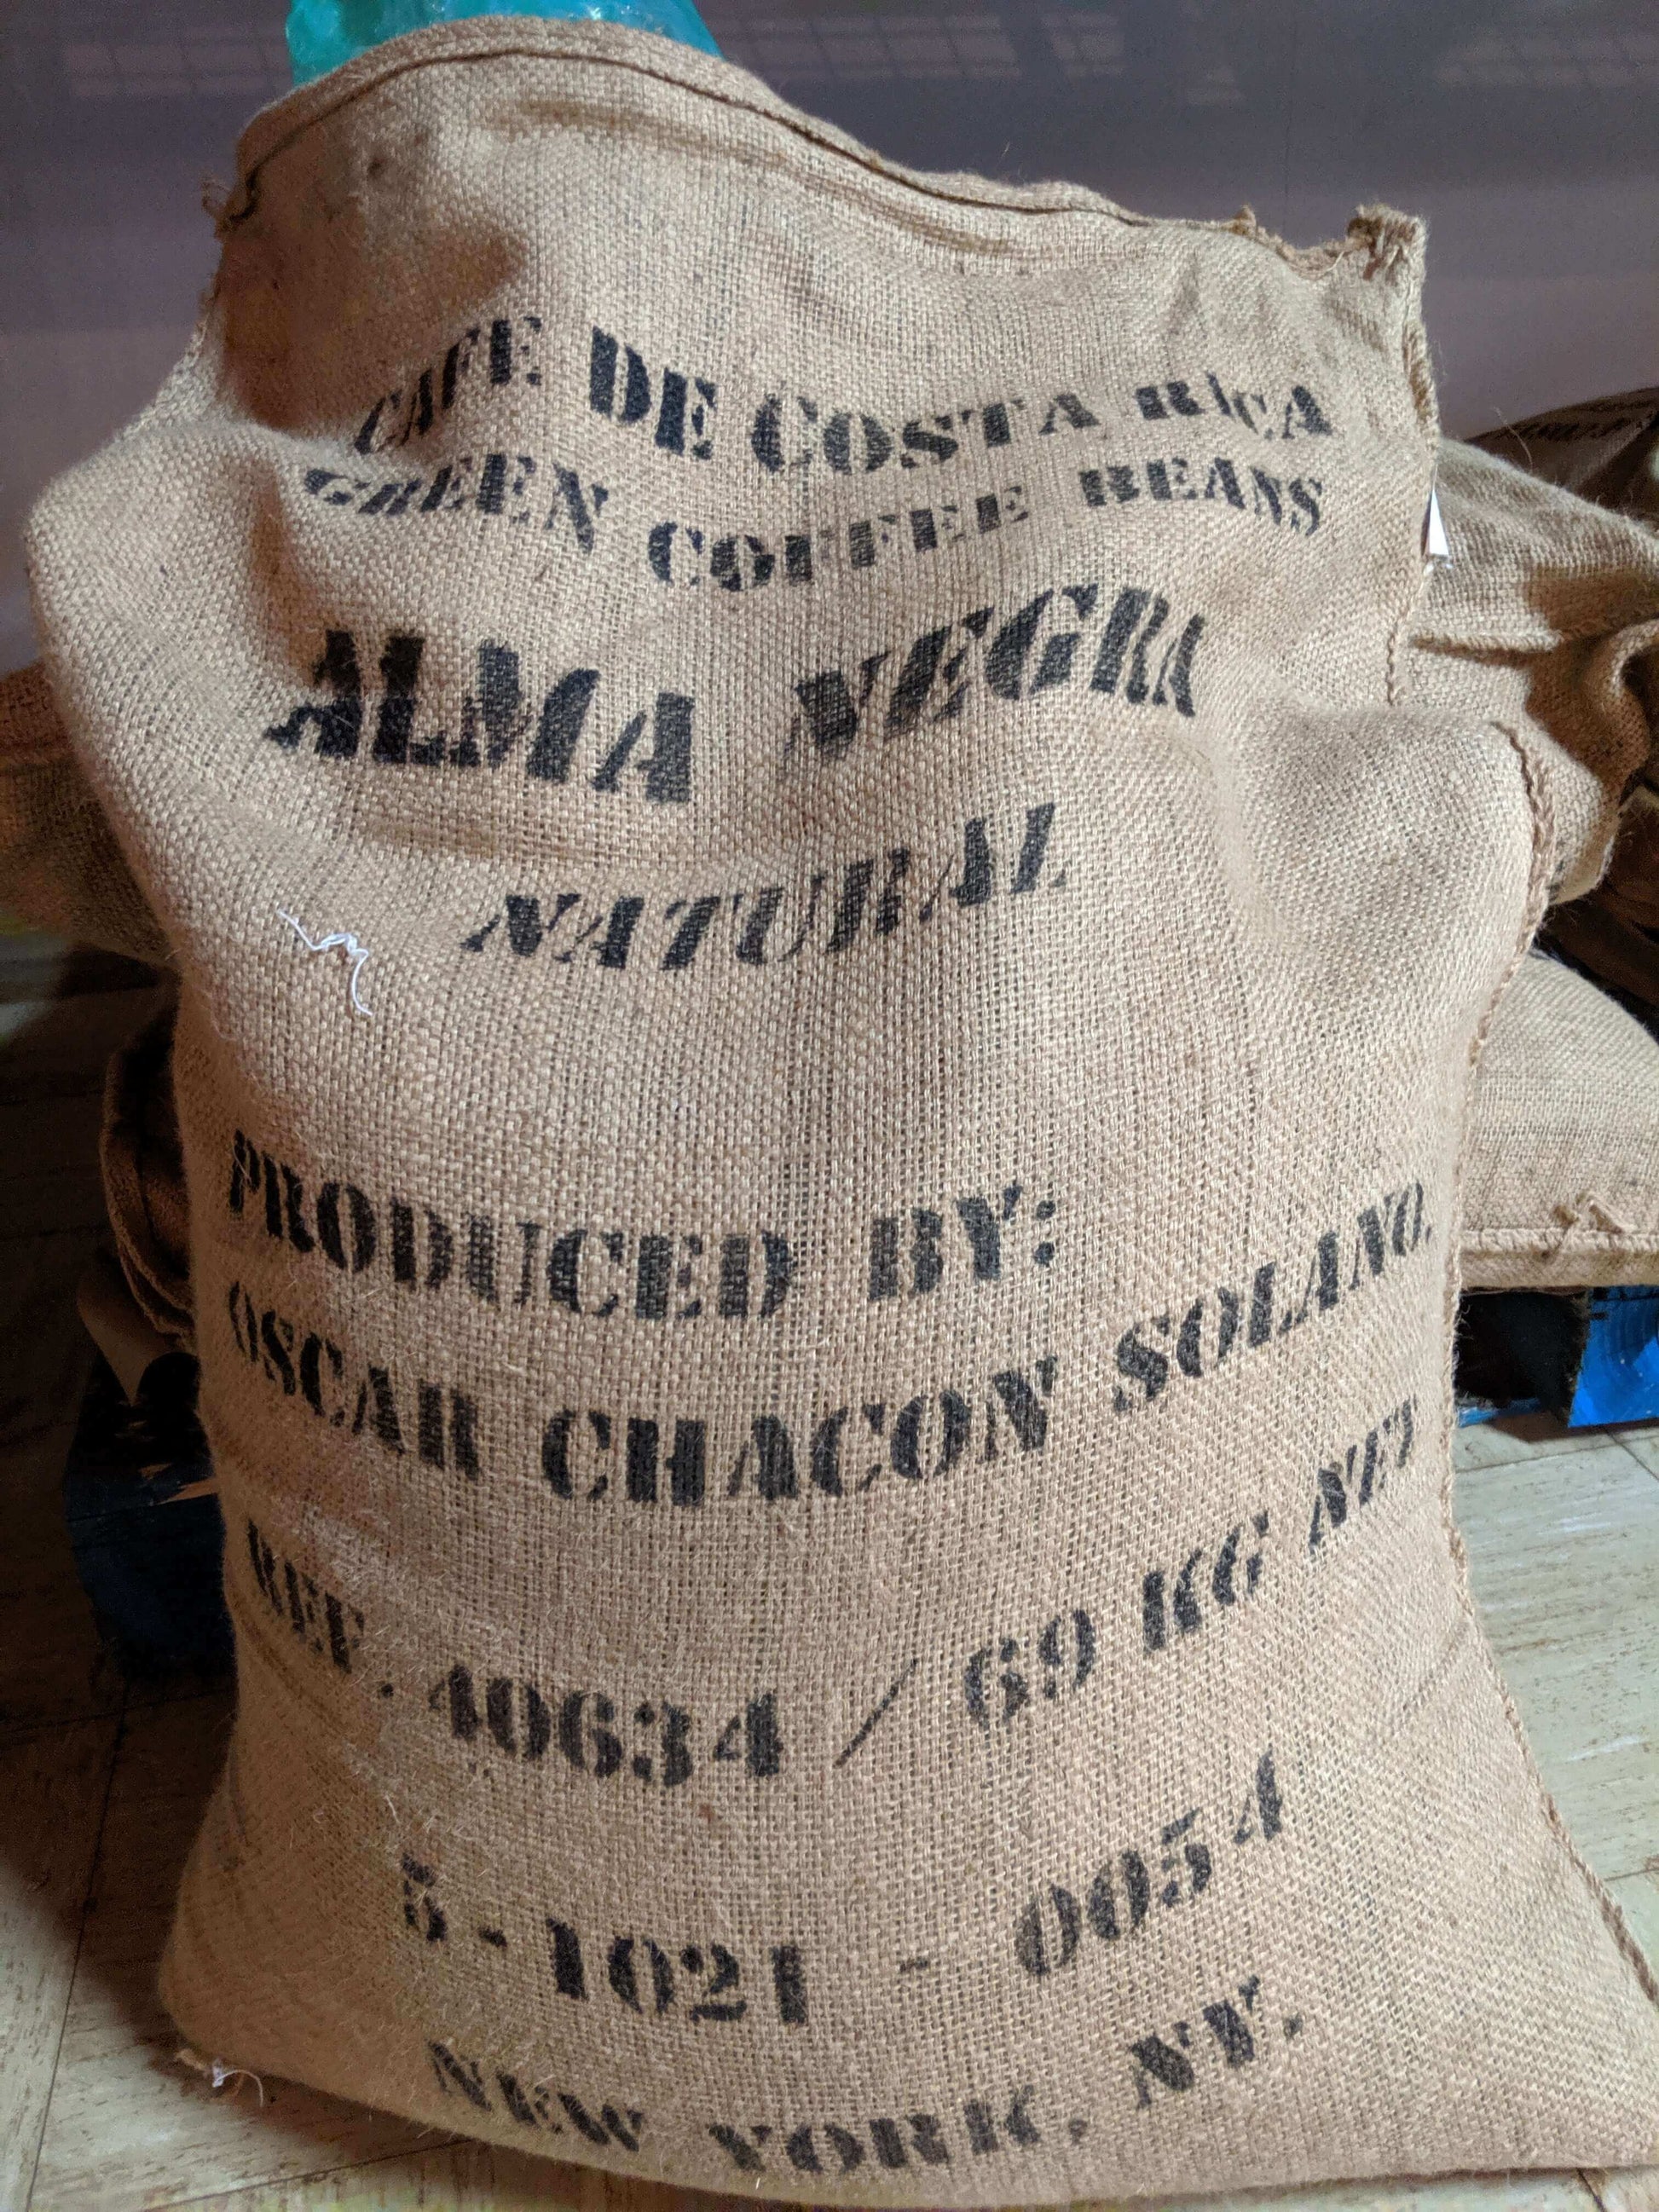 CAFE DE COSTA RICA
GREEN COFFEE BEANS
ALMA NEGRA
NATURAL
PRODUCED BY:
OSCAR CHACON SOLANO.
REF. 40634 / 69 KG NET
5-1021 - 0054
NEW YORK, NY.